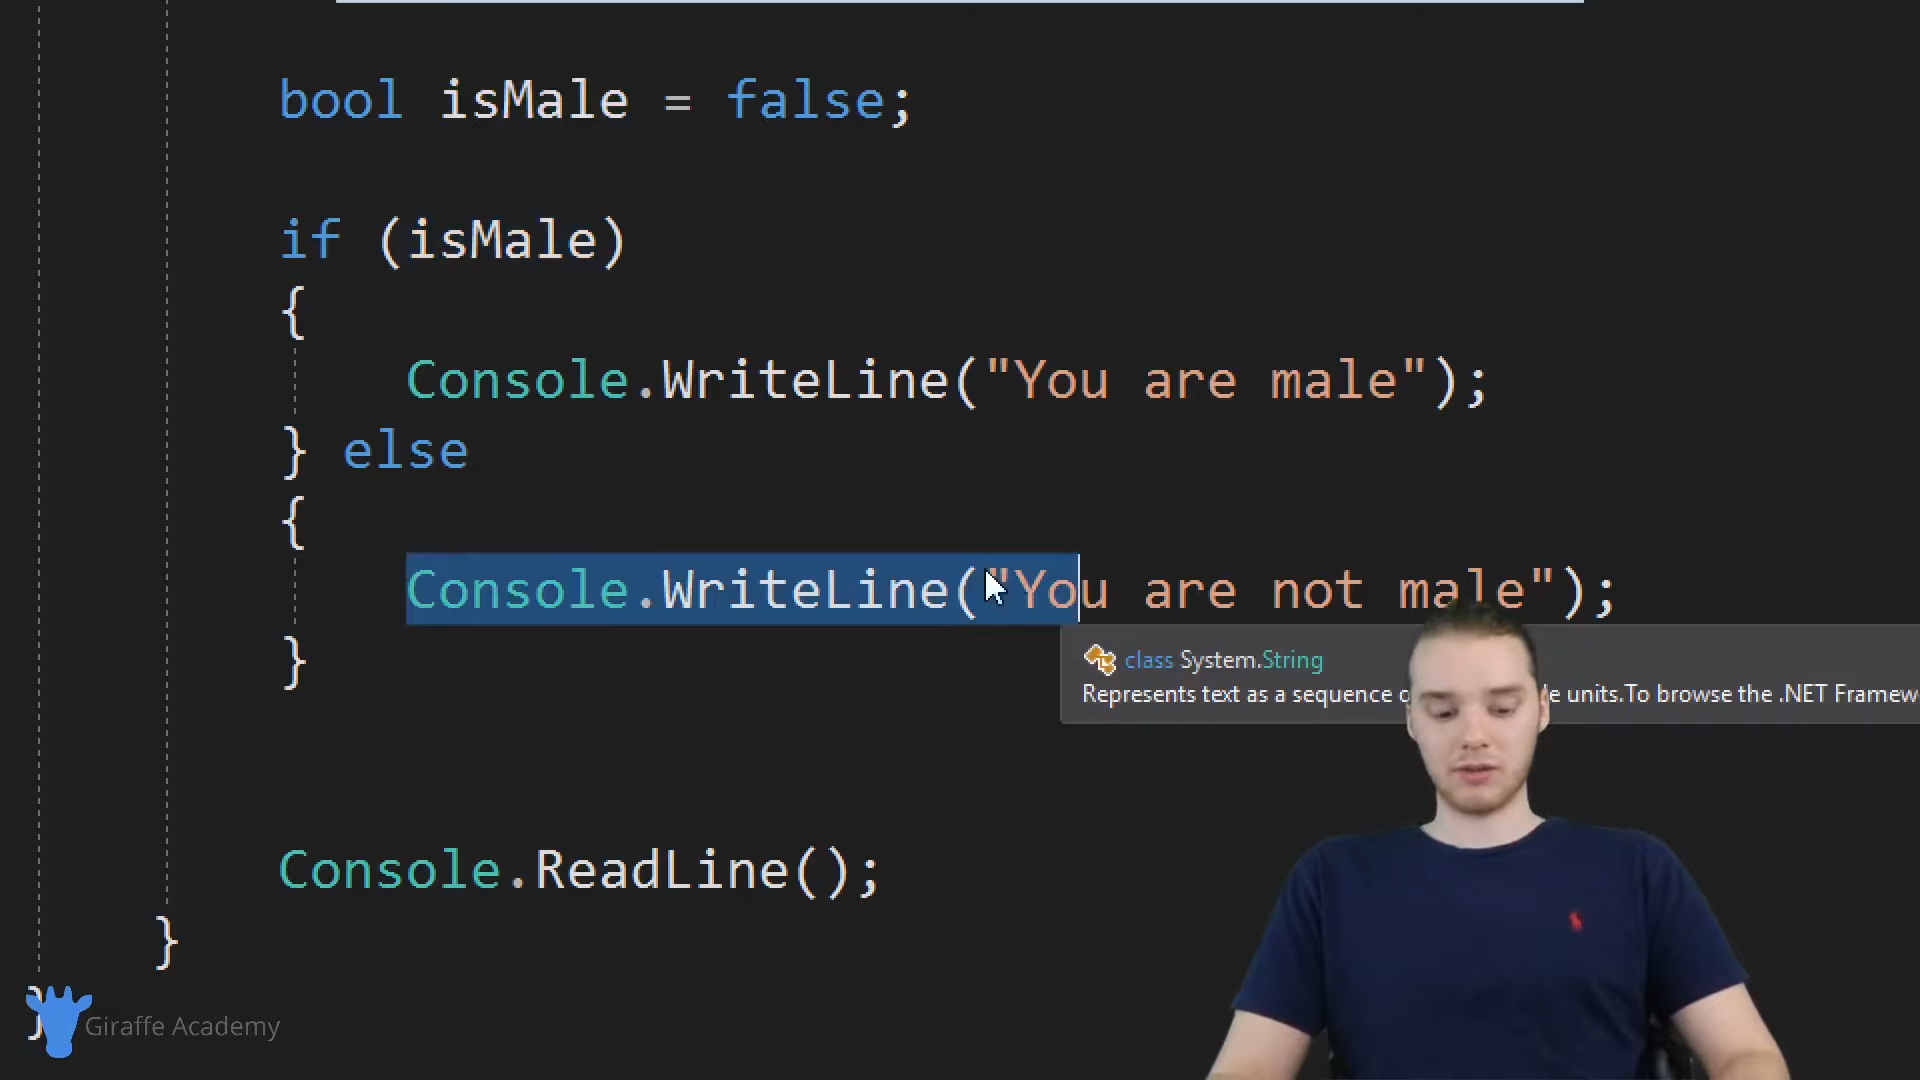 bool isMale = false;
if (isMale)
{
Console.WriteLine("You are male");
} else
{
Console.WriteLine("You are not male");
}
class System.String
Represents text as a sequence units.To browse the .NET
Console.ReadLine();
}
}
Giraffe Academy